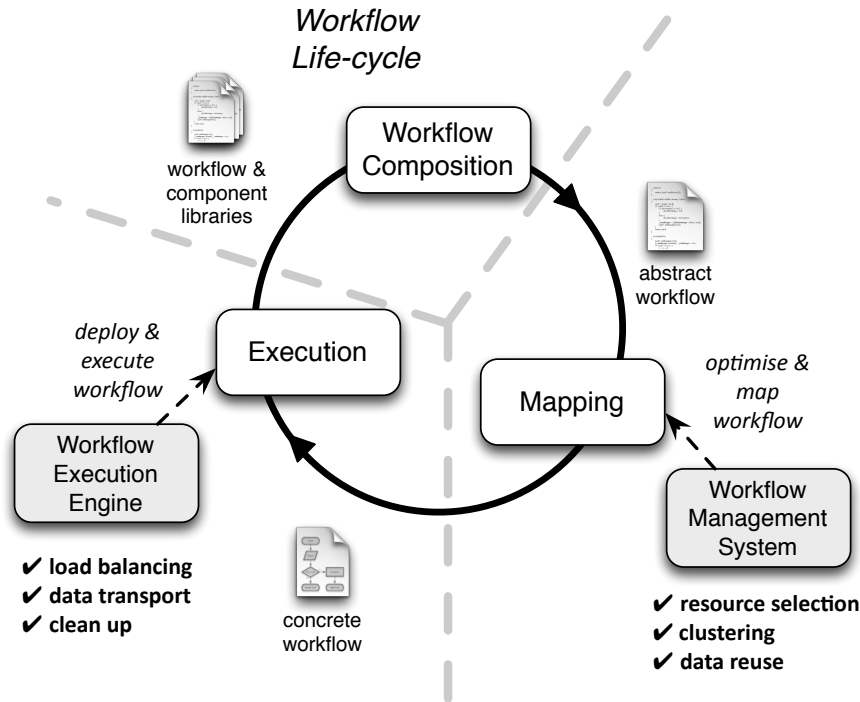 Workflow
Life-cycle
Workflow
Composition
workflow &
component
libraries
abstract
workflow
deploy &
execute
workflow
Execution
Mapping
optimise &
map
workflow
Workflow
Execution
Engine
Workflow
Management
System
✔ load balancing
✔ data transport
✔ clean up
concrete
workflow
✔ resource selection
✔ clustering
✔ data reuse